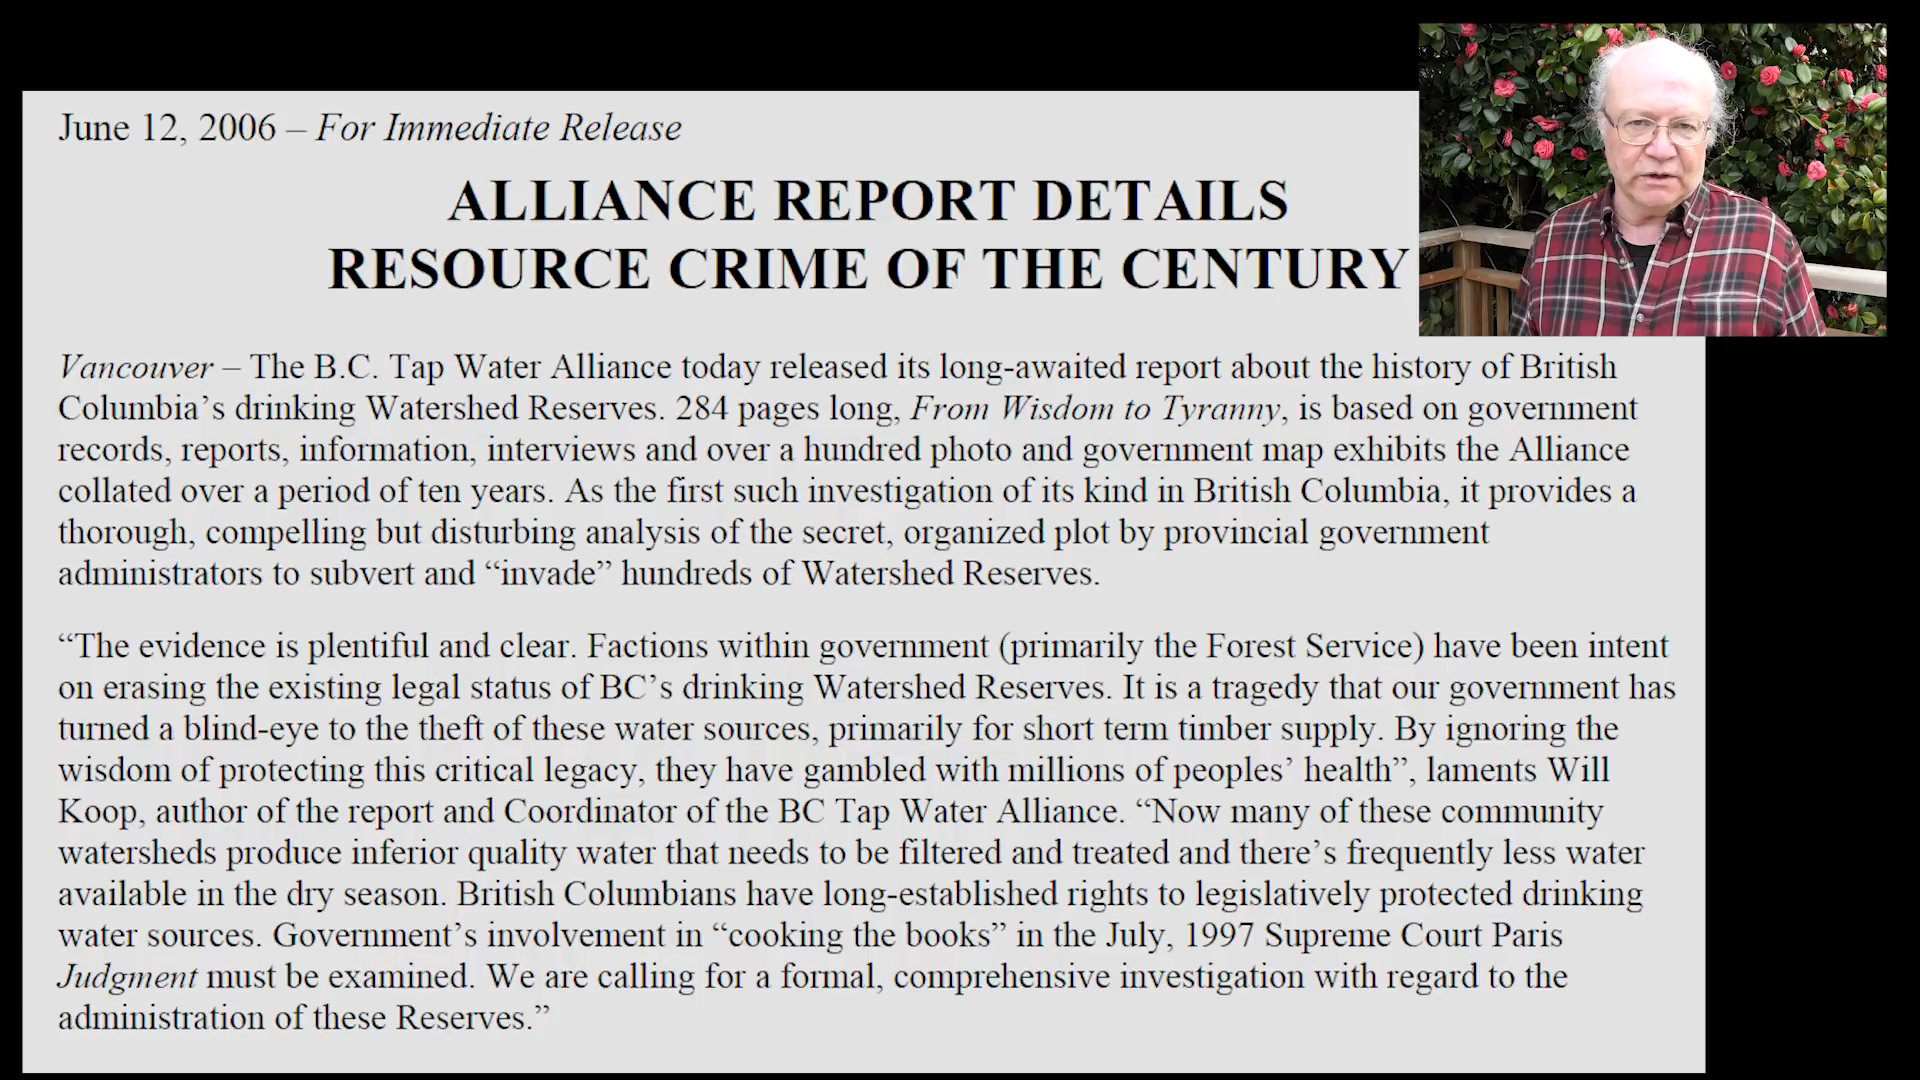 June 12, 2006 – For Immediate Release
ALLIANCE REPORT DETAILS
RESOURCE CRIME OF THE CENTURY
Vancouver – The B.C. Tap Water Alliance today released its long-awaited report about the history of British
Columbia’s drinking Watershed Reserves. 284 pages long, From Wisdom to Tyranny, is based on government
records, reports, information, interviews and over a hundred photo and government map exhibits the Alliance
collated over a period of ten years. As the first such investigation of its kind in British Columbia, it provides a
thorough, compelling but disturbing analysis of the secret, organized plot by provincial government
administrators to subvert and “invade” hundreds of Watershed Reserves.
“The evidence is plentiful and clear. Factions within government (primarily the Forest Service) have been intent
on erasing the existing legal status of BC’s drinking Watershed Reserves. It is a tragedy that our government has
turned a blind-eye to the theft of these water sources, primarily for short term timber supply. By ignoring the
wisdom of protecting this critical legacy, they have gambled with millions of peoples’ health”, laments Will
Koop, author of the report and Coordinator of the BC Tap Water Alliance. “Now many of these community
watersheds produce inferior quality water that needs to be filtered and treated and there’s frequently less water
available in the dry season. British Columbians have long-established rights to legislatively protected drinking
water sources. Government’s involvement in “cooking the books” in the July, 1997 Supreme Court Paris
Judgment must be examined. We are calling for a formal, comprehensive investigation with regard to the
administration of these Reserves.”